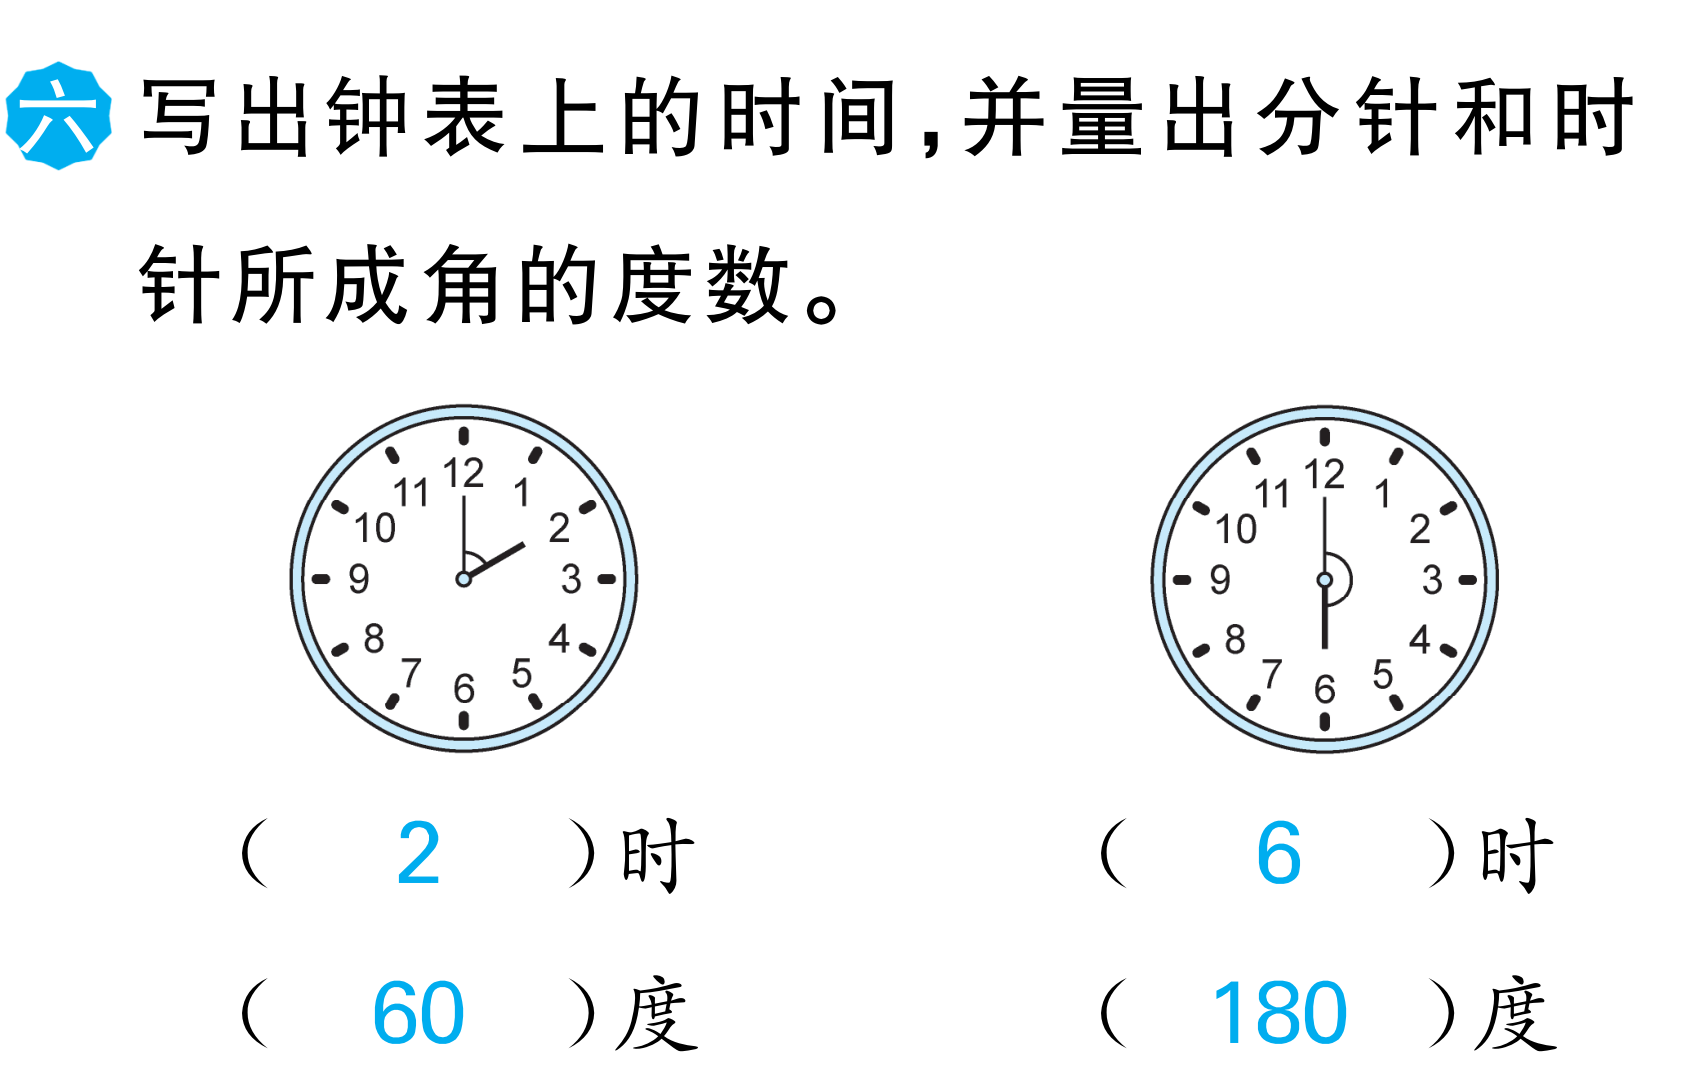 六 写出钟表上的时间,并量出分针和时
针所成角的度数。
12 12
11 1 11 1
10 2 10 2
9 3 9 3
8 4 8 4
7 5 7 5
6 6
( 2 )时 ( 6 )时
( 60 )度 ( 180 )度